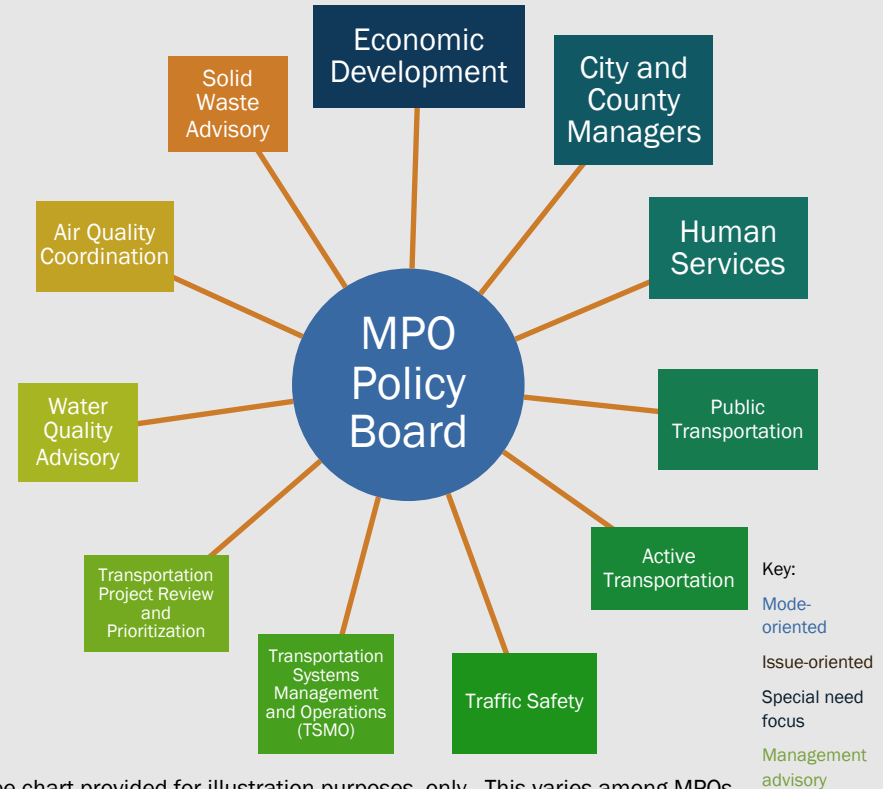 Economic
Development
City and
County
Managers
Human
Services
Public
Transportation
Active
Transportation
Traffic Safety
Transportation
Systems
Management
and Operations
(TSMO)
Transportation
Project Review
and
Prioritization
Water
Quality
Advisory
Air Quality
Coordination
Solid
Waste
Advisory
MPO
Policy
Board
Key:
Mode-
oriented
Issue-oriented
Special need
focus
Management
advisory
chart provided for illustration purposes only. This varies among MPOs